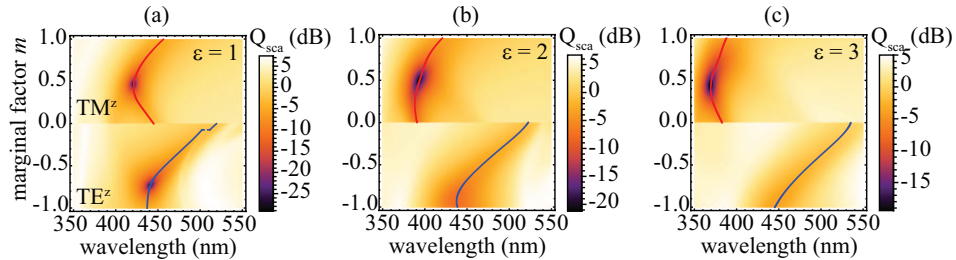 (a) (b) (c)
marginal factor m
1.0
0.5
0.0
-0.5
-1.0
ε = 1
TMᶻ
TEᶻ
350 400 450 500 550
wavelength (nm)
Q_sca (dB)
5
0
-5
-10
-15
-20
-25
1.0
0.5
0.0
-0.5
-1.0
ε = 2
350 400 450 500 550
wavelength (nm)
Q_sca (dB)
5
0
-5
-10
-15
-20
1.0
0.5
0.0
-0.5
-1.0
ε = 3
350 400 450 500 550
wavelength (nm)
Q_sca (dB)
5
0
-5
-10
-15